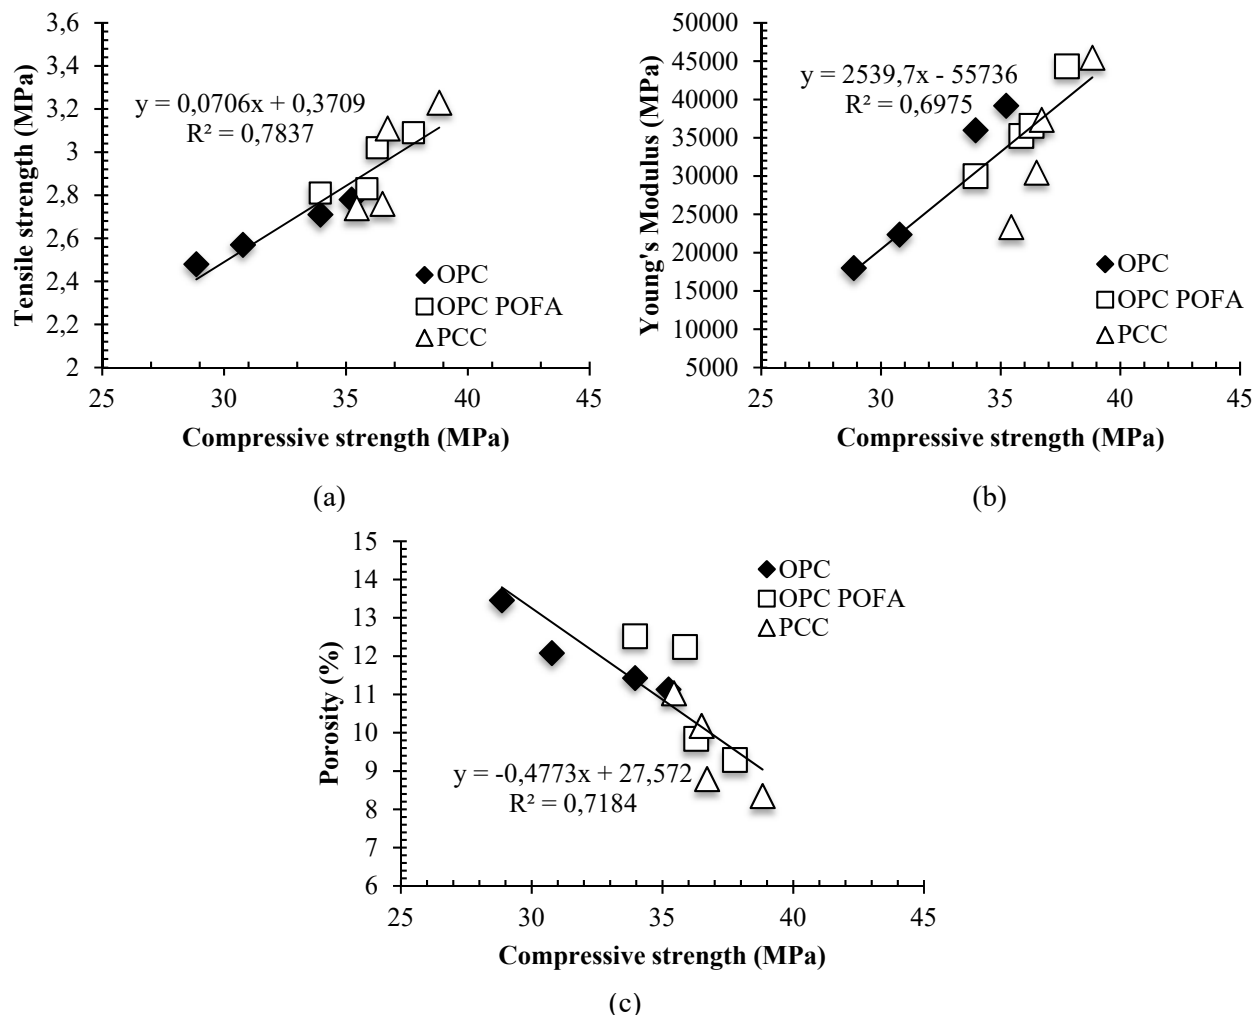 3,6
3,4
3,2
3
2,8
2,6
2,4
2,2
2
Tensile strength (MPa)
y = 0,0706x + 0,3709
R² = 0,7837
OPC
OPC POFA
PCC
25 30 35 40 45
Compressive strength (MPa)
(a)
50000
45000
40000
35000
30000
25000
20000
15000
10000
5000
Young's Modulus (MPa)
y = 2539,7x - 55736
R² = 0,6975
OPC
OPC POFA
PCC
25 30 35 40 45
Compressive strength (MPa)
(b)
15
14
13
12
11
10
9
8
7
6
Porosity (%)
OPC
OPC POFA
PCC
y = -0,4773x + 27,572
R² = 0,7184
25 30 35 40 45
Compressive strength (MPa)
(c)